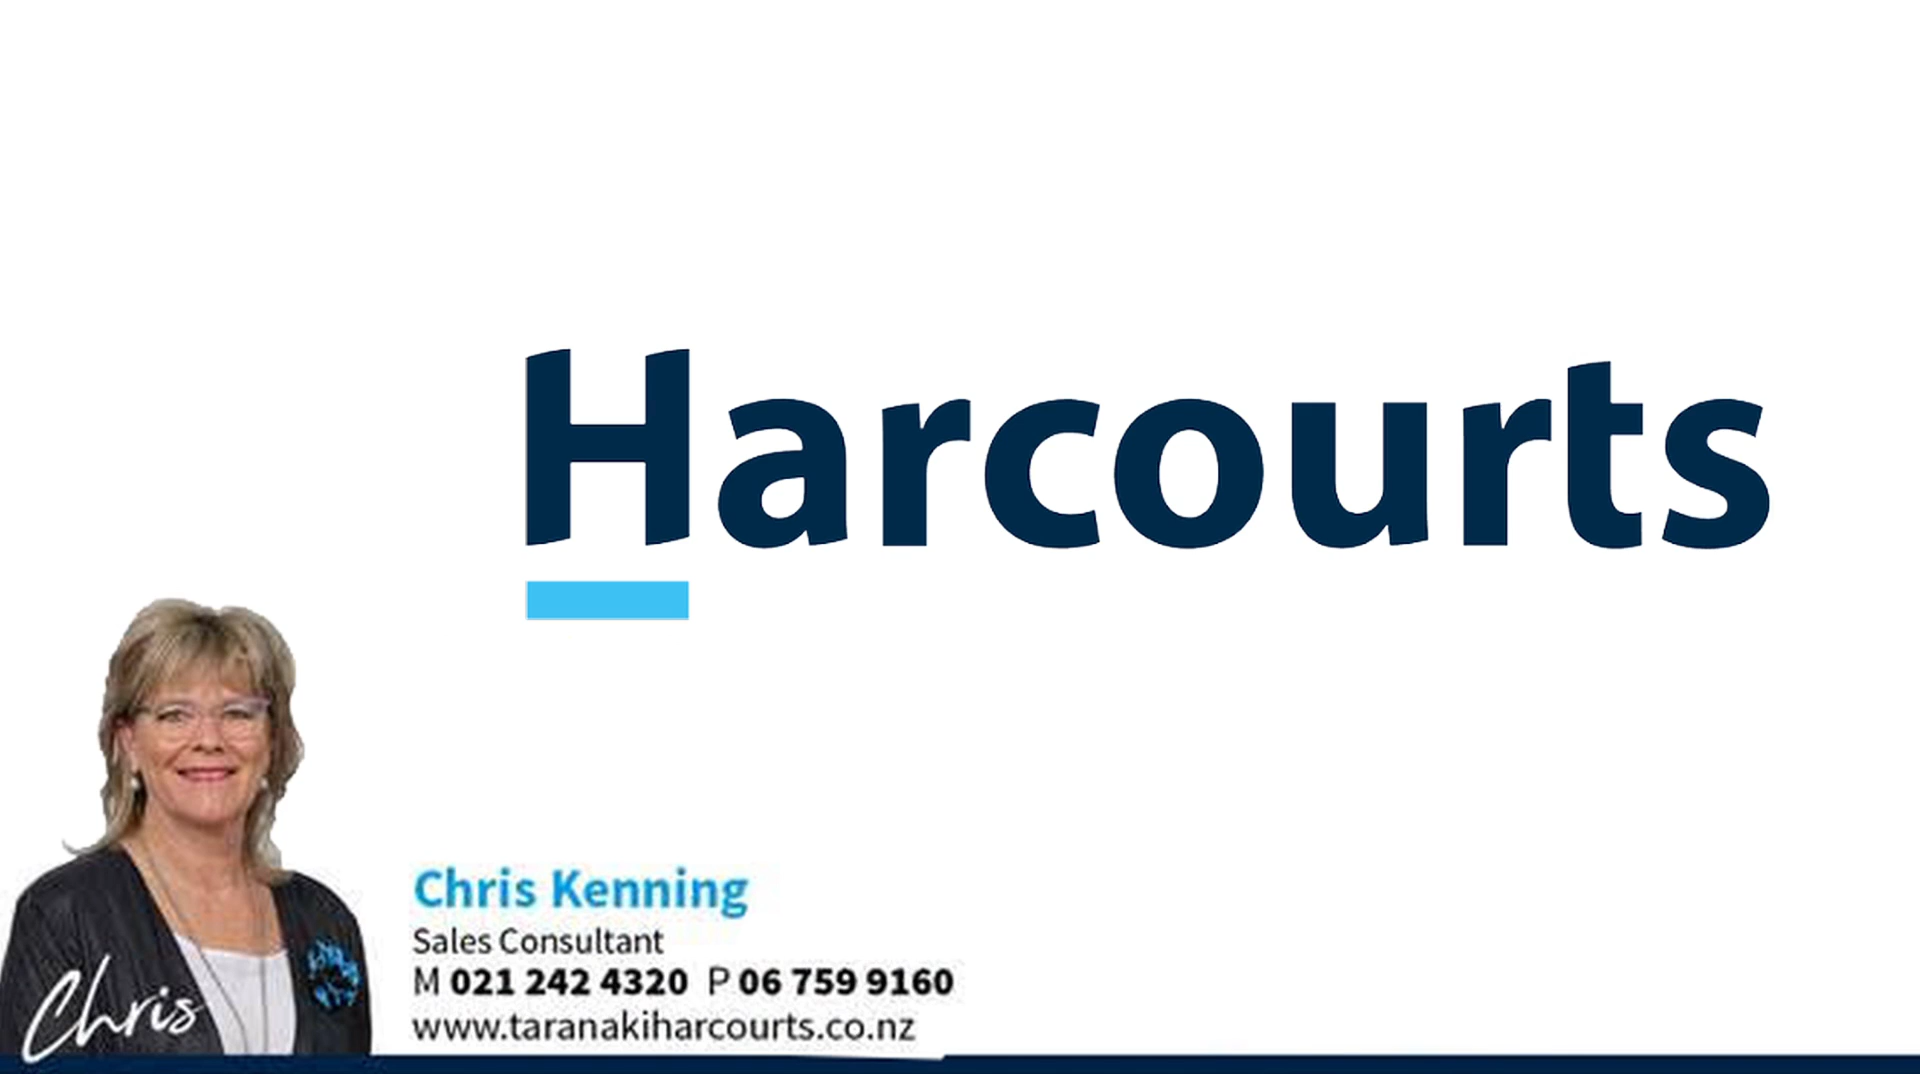 Harcourts
Chris Kenning
Sales Consultant
M 021 242 4320 P 06 759 9160
www.taranakiharcourts.co.nz
Chris